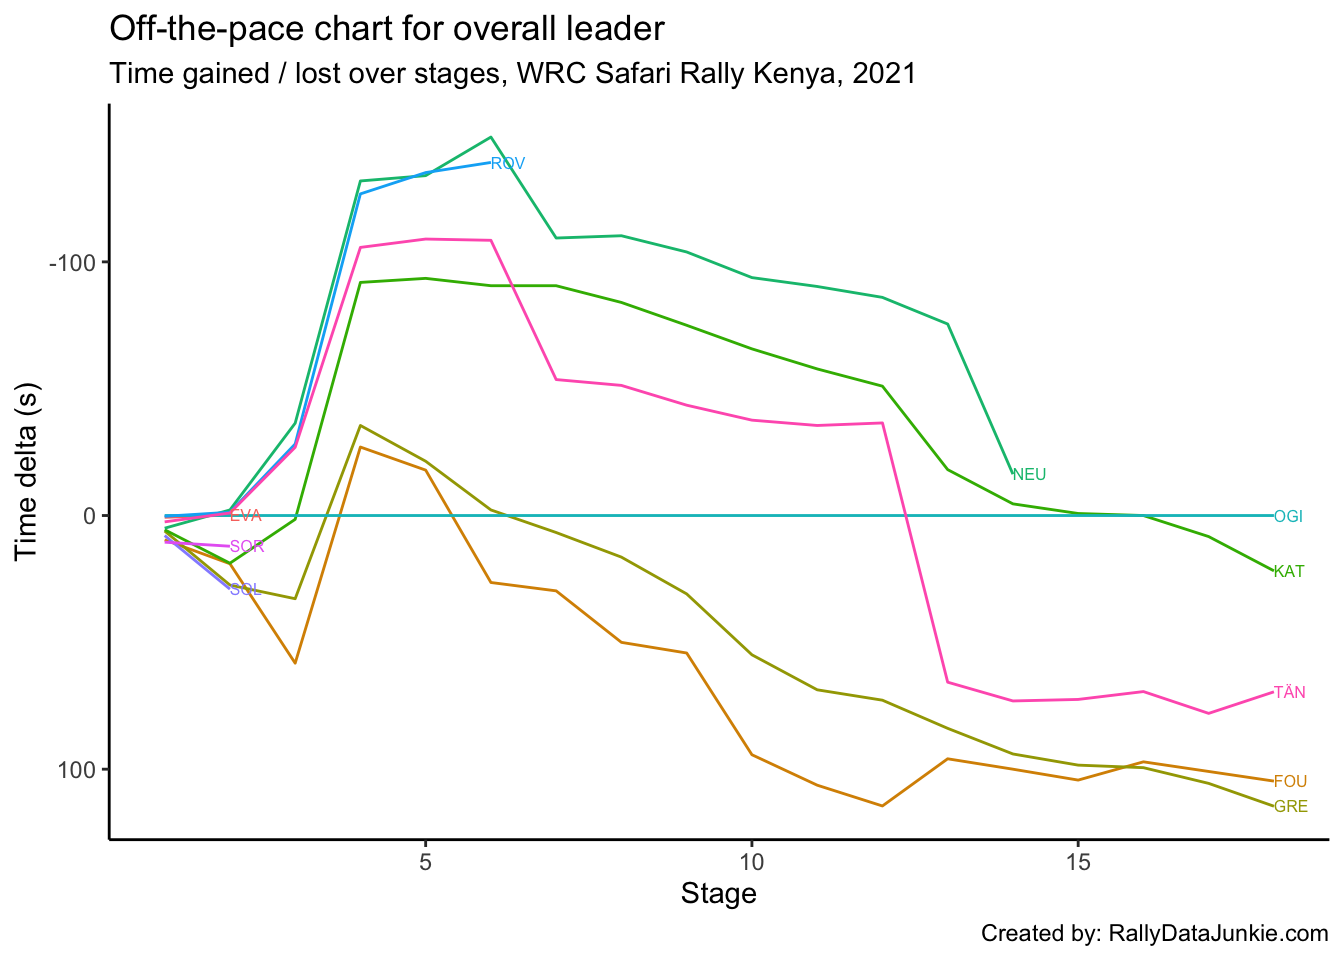 Off-the-pace chart for overall leader
Time gained / lost over stages, WRC Safari Rally Kenya, 2021
ROV
-100
NEU
Time delta (s)
0
EVA
OGI
SOR
KAT
SOL
TÄN
100
FOU
GRE
5
10
15
Stage
Created by: RallyDataJunkie.com